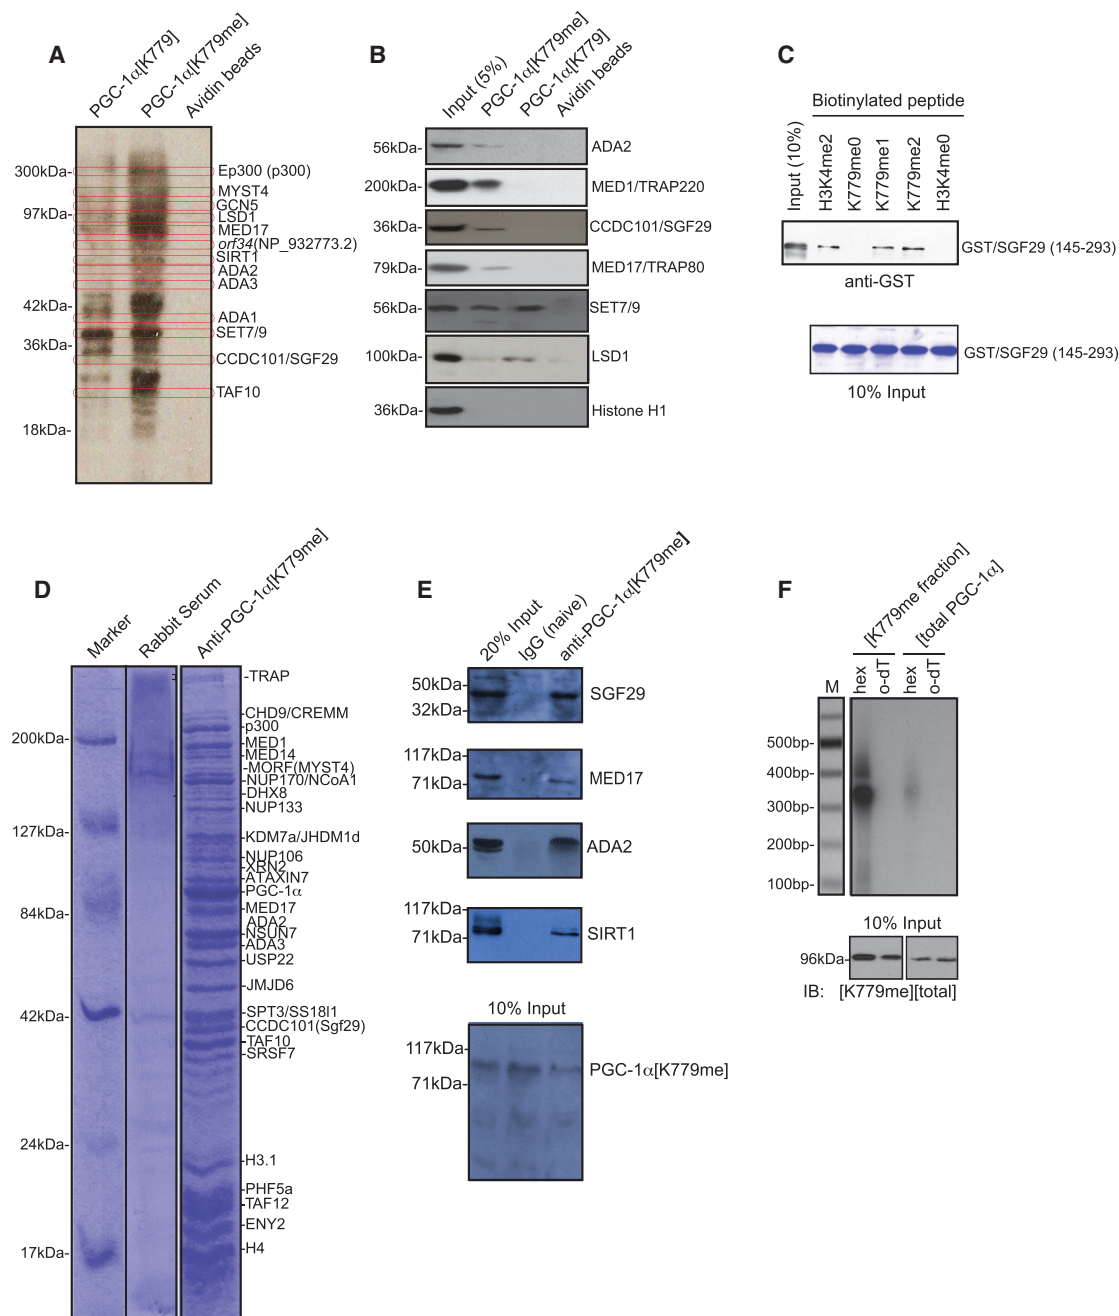 A
PGC-1α[K779]
PGC-1α[K779me]
Avidin beads
300kDa-
97kDa-
42kDa-
36kDa-
18kDa-
Ep300 (p300)
MYST4
GCN5
LSD1
MED17
orf34(NP_932773.2)
SIRT1
ADA2
ADA3
ADA1
SET7/9
CCDC101/SGF29
TAF10
B
Input (5%)
PGC-1α[K779me]
PGC-1α[K779]
Avidin beads
56kDa-
ADA2
200kDa-
MED1/TRAP220
36kDa-
CCDC101/SGF29
79kDa-
MED17/TRAP80
56kDa-
SET7/9
100kDa-
LSD1
36kDa-
Histone H1
C
Biotinylated peptide
Input (10%)
H3K4me2
K779me0
K779me1
K779me2
H3K4me0
GST/SGF29 (145-293)
anti-GST
GST/SGF29 (145-293)
10% Input
D
Marker
Rabbit Serum
Anti-PGC-1α[K779me]
200kDa-
127kDa-
84kDa-
42kDa-
24kDa-
17kDa-
-TRAP
CHD9/CREMM
p300
MED1
MED14
-MORF(MYST4)
-NUP170/NCoA1
DHX8
-NUP133
-KDM7a/JHDM1d
-NUP106
XRN2
ATAXIN7
-PGC-1α
-MED17
ADA2
-NSUN7
-ADA3
-USP22
-JMJD6
-SPT3/SS18l1
-CCDC101(Sgf29)
-TAF10
-SRSF7
-H3.1
-PHF5a
-TAF12
-ENY2
-H4
E
20% Input
IgG (naive)
anti-PGC-1α[K779me]
50kDa-
32kDa-
SGF29
117kDa-
71kDa-
MED17
50kDa-
ADA2
117kDa-
71kDa-
SIRT1
10% Input
117kDa-
71kDa-
PGC-1α[K779me]
F
[K779me fraction]
[total PGC-1α]
M
hex
o-dT
hex
o-dT
500bp-
400bp-
300bp-
200bp-
100bp-
10% Input
96kDa-
IB: [K779me][total]